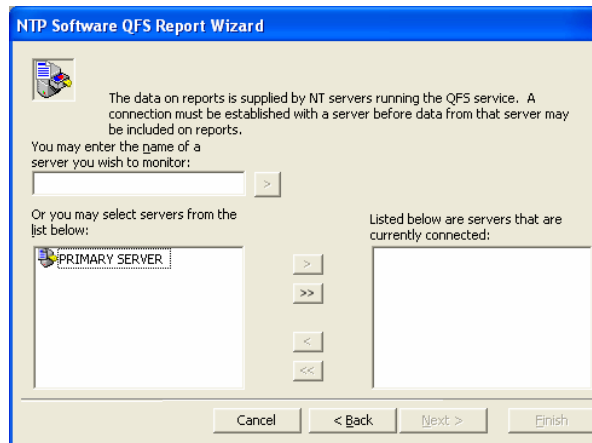 NTP Software QFS Report Wizard
The data on reports is supplied by NT servers running the QFS service. A
connection must be established with a server before data from that server may
be included on reports.
You may enter the name of a
server you wish to monitor:
>
Or you may select servers from the
list below:
Listed below are servers that are
currently connected:
PRIMARY SERVER
>
>>
<
<<
Cancel
< Back
Next >
Finish